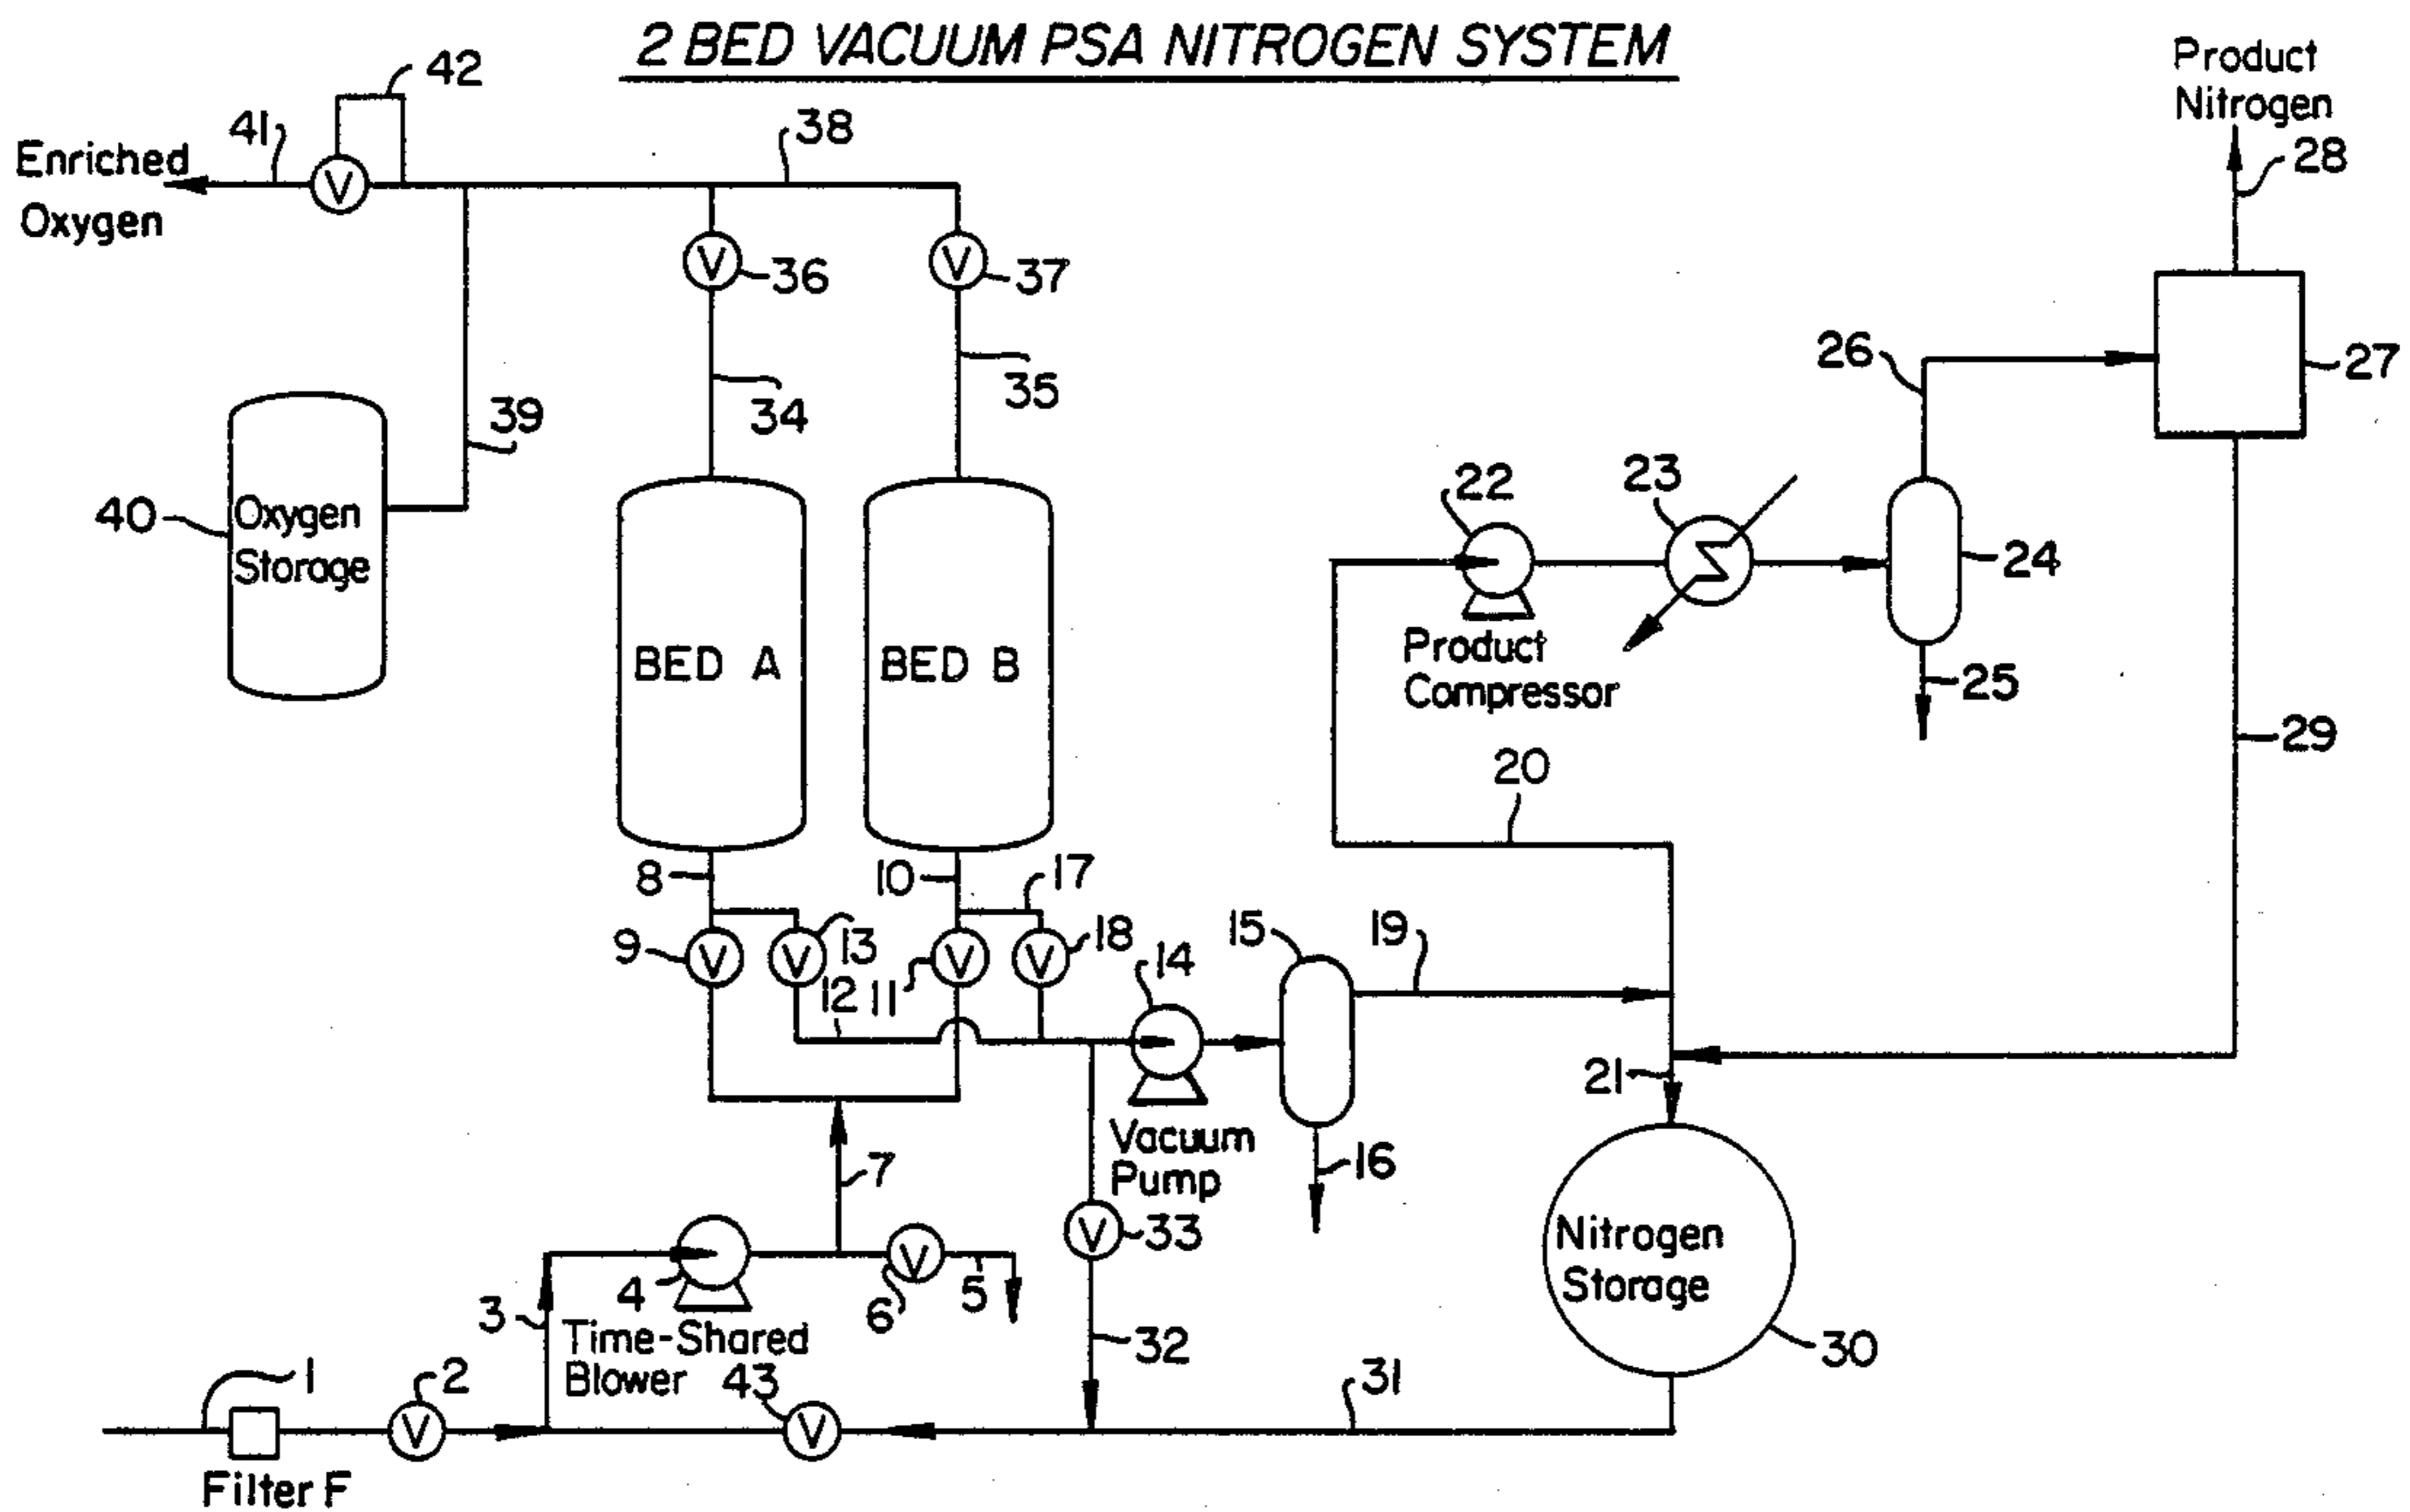 2 BED VACUUM PSA NITROGEN SYSTEM
Product
Nitrogen
28
42
41
38
Enriched
Oxygen
36
37
26
27
34
35
39
40
Oxygen
Storage
22
23
24
BED A
BED B
Product
Compressor
25
29
20
8
10
17
9
V
V
13
11
V
V
18
12
14
15
19
21
Vacuum
Pump
16
7
V
33
Nitrogen
Storage
4
V
6
5
3
Time-Shared
Blower
32
30
1
2
43
31
V
V
Filter F
V
V
V